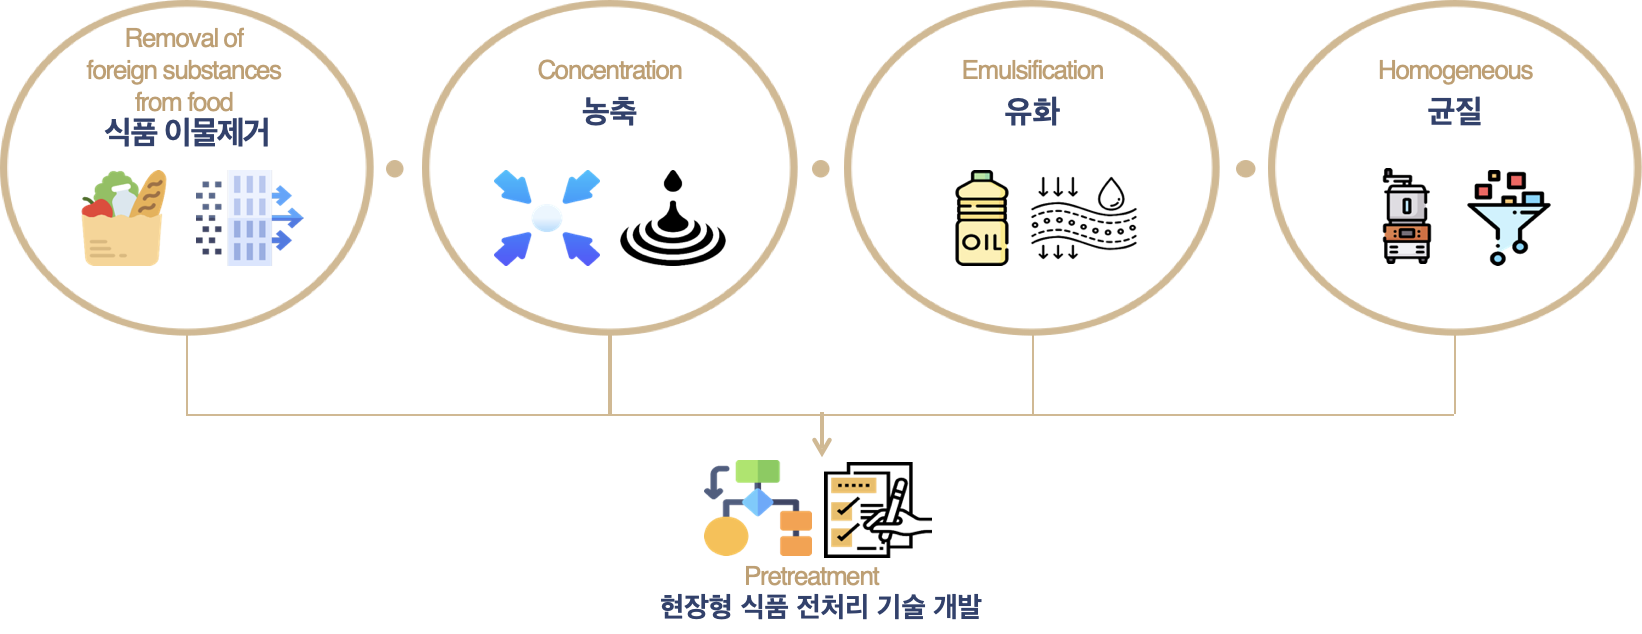 Removal of
foreign substances
from food
식품 이물제거
Concentration
농축
Emulsification
유화
OIL
Homogeneous
균질
Pretreatment
현장형 식품 전처리 기술 개발